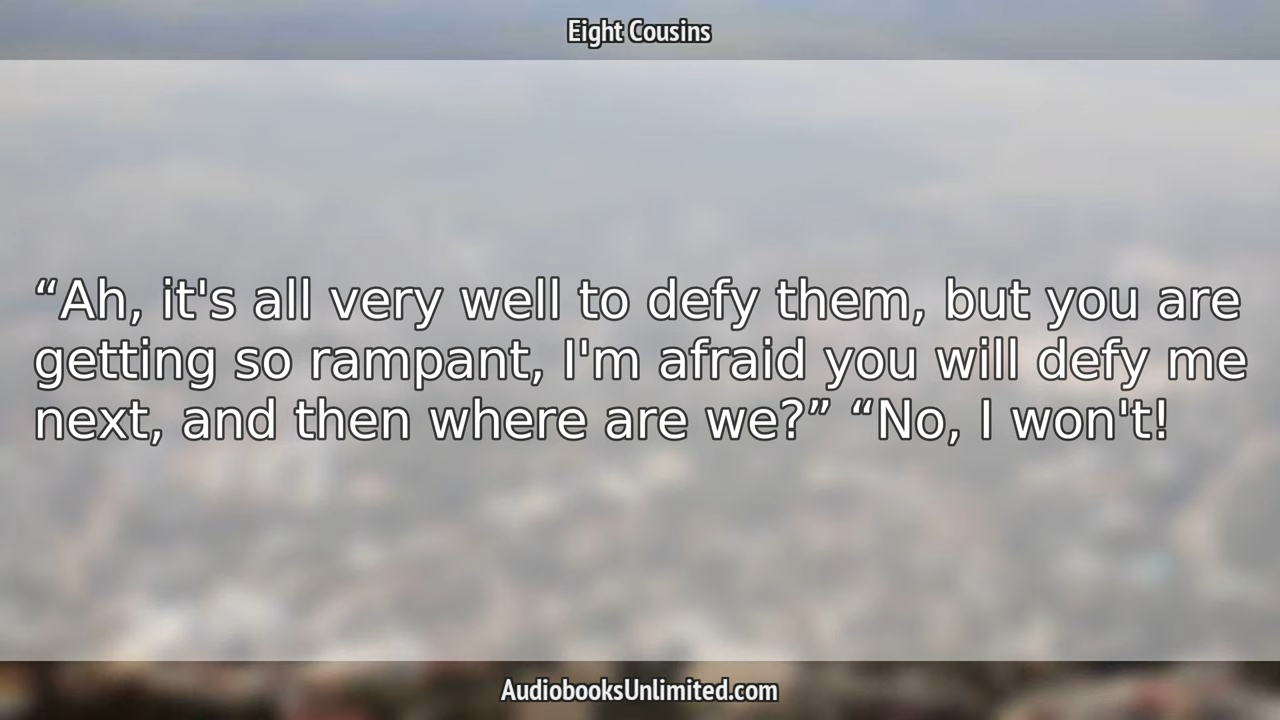 Eight Cousins
“Ah, it's all very well to defy them, but you are
getting so rampant, I'm afraid you will defy me
next, and then where are we?” “No, I won't!
AudiobooksUnlimited.com